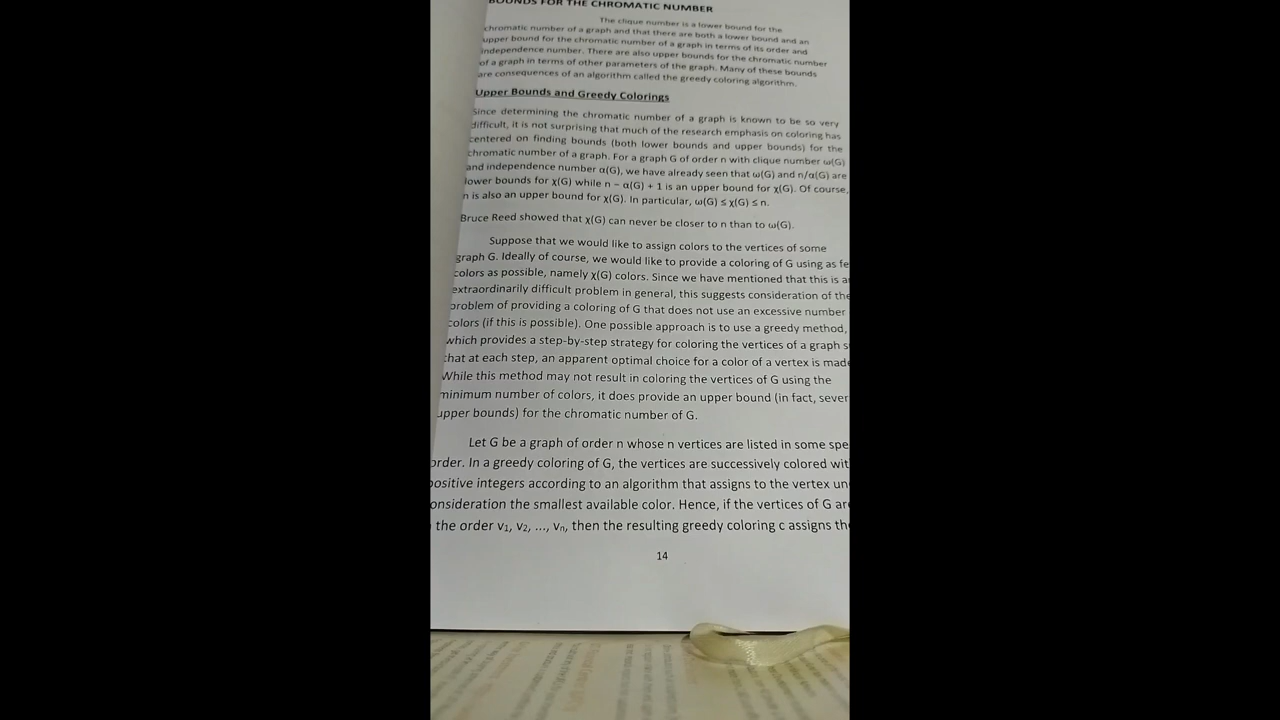 BOUNDS FOR THE CHROMATIC NUMBER
The clique number is a lower bound for the
chromatic number of a graph and that there are both a lower bound and an
upper bound for the chromatic number of a graph in terms of its order and
independence number. There are also upper bounds for the chromatic number
of a graph in terms of other parameters of the graph. Many of these bounds
are consequences of an algorithm called the greedy coloring algorithm.
Upper Bounds and Greedy Colorings
Since determining the chromatic number of a graph is known to be so very
difficult, it is not surprising that much of the research emphasis on coloring has
centered on finding bounds (both lower bounds and upper bounds) for the
chromatic number of a graph. For a graph G of order n with clique number ω(G)
and independence number α(G), we have already seen that ω(G) and n/α(G) are
lower bounds for χ(G) while n − α(G) + 1 is an upper bound for χ(G). Of course,
n is also an upper bound for χ(G). In particular, ω(G) ≤ χ(G) ≤ n.
Bruce Reed showed that χ(G) can never be closer to n than to ω(G).
Suppose that we would like to assign colors to the vertices of some
graph G. Ideally of course, we would like to provide a coloring of G using as fe
colors as possible, namely χ(G) colors. Since we have mentioned that this is a
extraordinarily difficult problem in general, this suggests consideration of the
problem of providing a coloring of G that does not use an excessive number
colors (if this is possible). One possible approach is to use a greedy method,
which provides a step-by-step strategy for coloring the vertices of a graph s
that at each step, an apparent optimal choice for a color of a vertex is made
While this method may not result in coloring the vertices of G using the
minimum number of colors, it does provide an upper bound (in fact, sever
upper bounds) for the chromatic number of G.
Let G be a graph of order n whose n vertices are listed in some spe
order. In a greedy coloring of G, the vertices are successively colored wit
positive integers according to an algorithm that assigns to the vertex un
onsideration the smallest available color. Hence, if the vertices of G are
the order v₁, v₂, ..., vₙ, then the resulting greedy coloring c assigns the
14